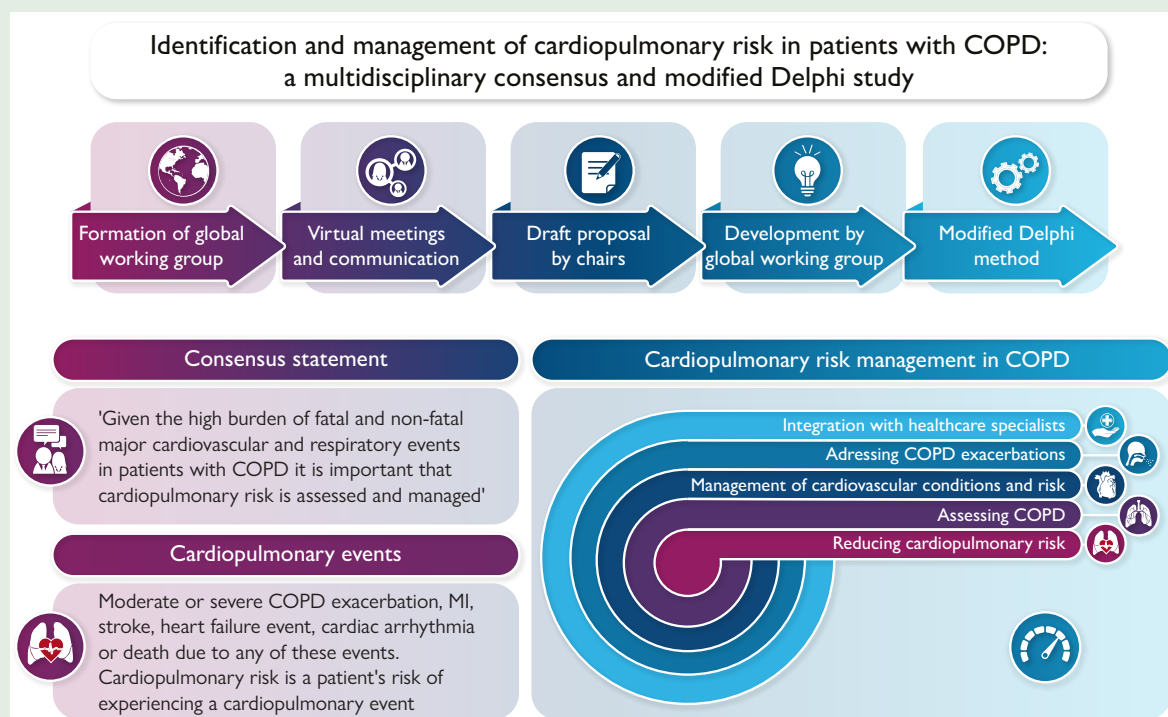 Identification and management of cardiopulmonary risk in patients with COPD:
a multidisciplinary consensus and modified Delphi study
Formation of global
working group
Virtual meetings
and communication
Draft proposal
by chairs
Development by
global working group
Modified Delphi
method
Consensus statement
'Given the high burden of fatal and non-fatal
major cardiovascular and respiratory events
in patients with COPD it is important that
cardiopulmonary risk is assessed and managed'
Cardiopulmonary events
Moderate or severe COPD exacerbation, MI,
stroke, heart failure event, cardiac arrhythmia
or death due to any of these events.
Cardiopulmonary risk is a patient's risk of
experiencing a cardiopulmonary event
Cardiopulmonary risk management in COPD
Integration with healthcare specialists
Adressing COPD exacerbations
Management of cardiovascular conditions and risk
Assessing COPD
Reducing cardiopulmonary risk